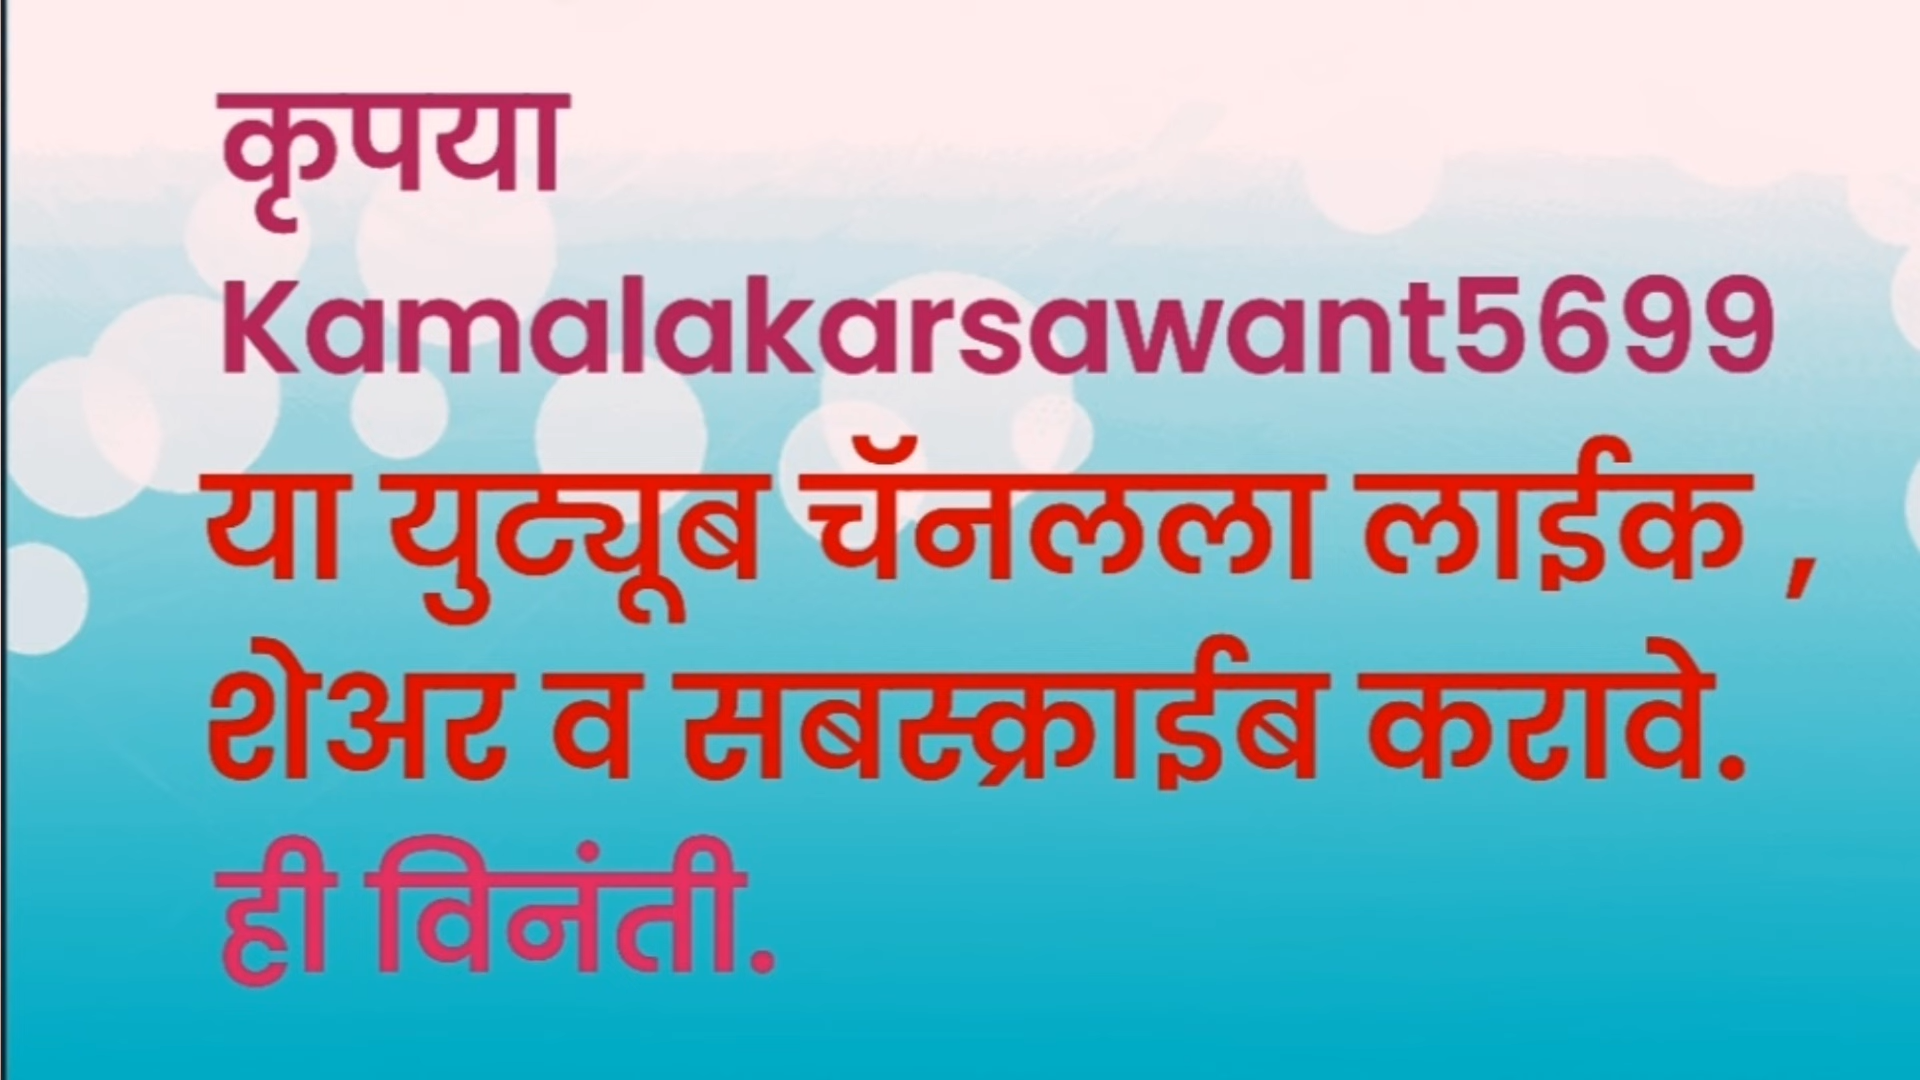 कृपया
Kamalakarsawant5699
या युट्यूब चॅनलला लाईक ,
शेअर व सबस्क्राईब करावे.
ही विनंती.